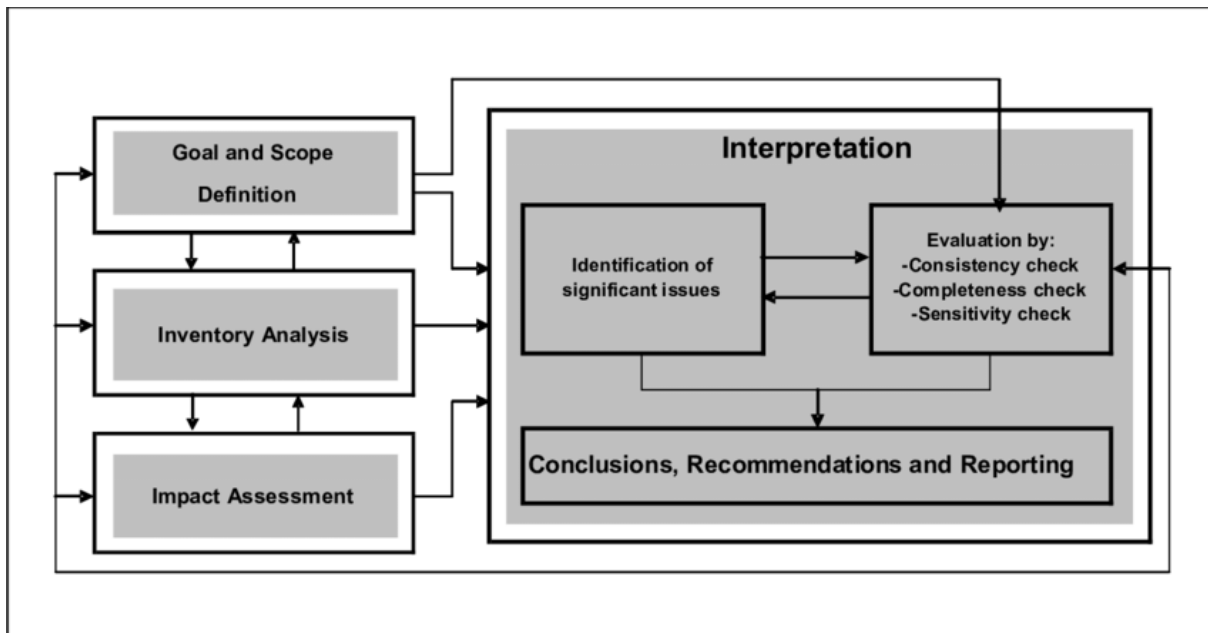 Goal and Scope
Definition
Inventory Analysis
Impact Assessment
Interpretation
Identification of
significant issues
Evaluation by:
-Consistency check
-Completeness check
-Sensitivity check
Conclusions, Recommendations and Reporting